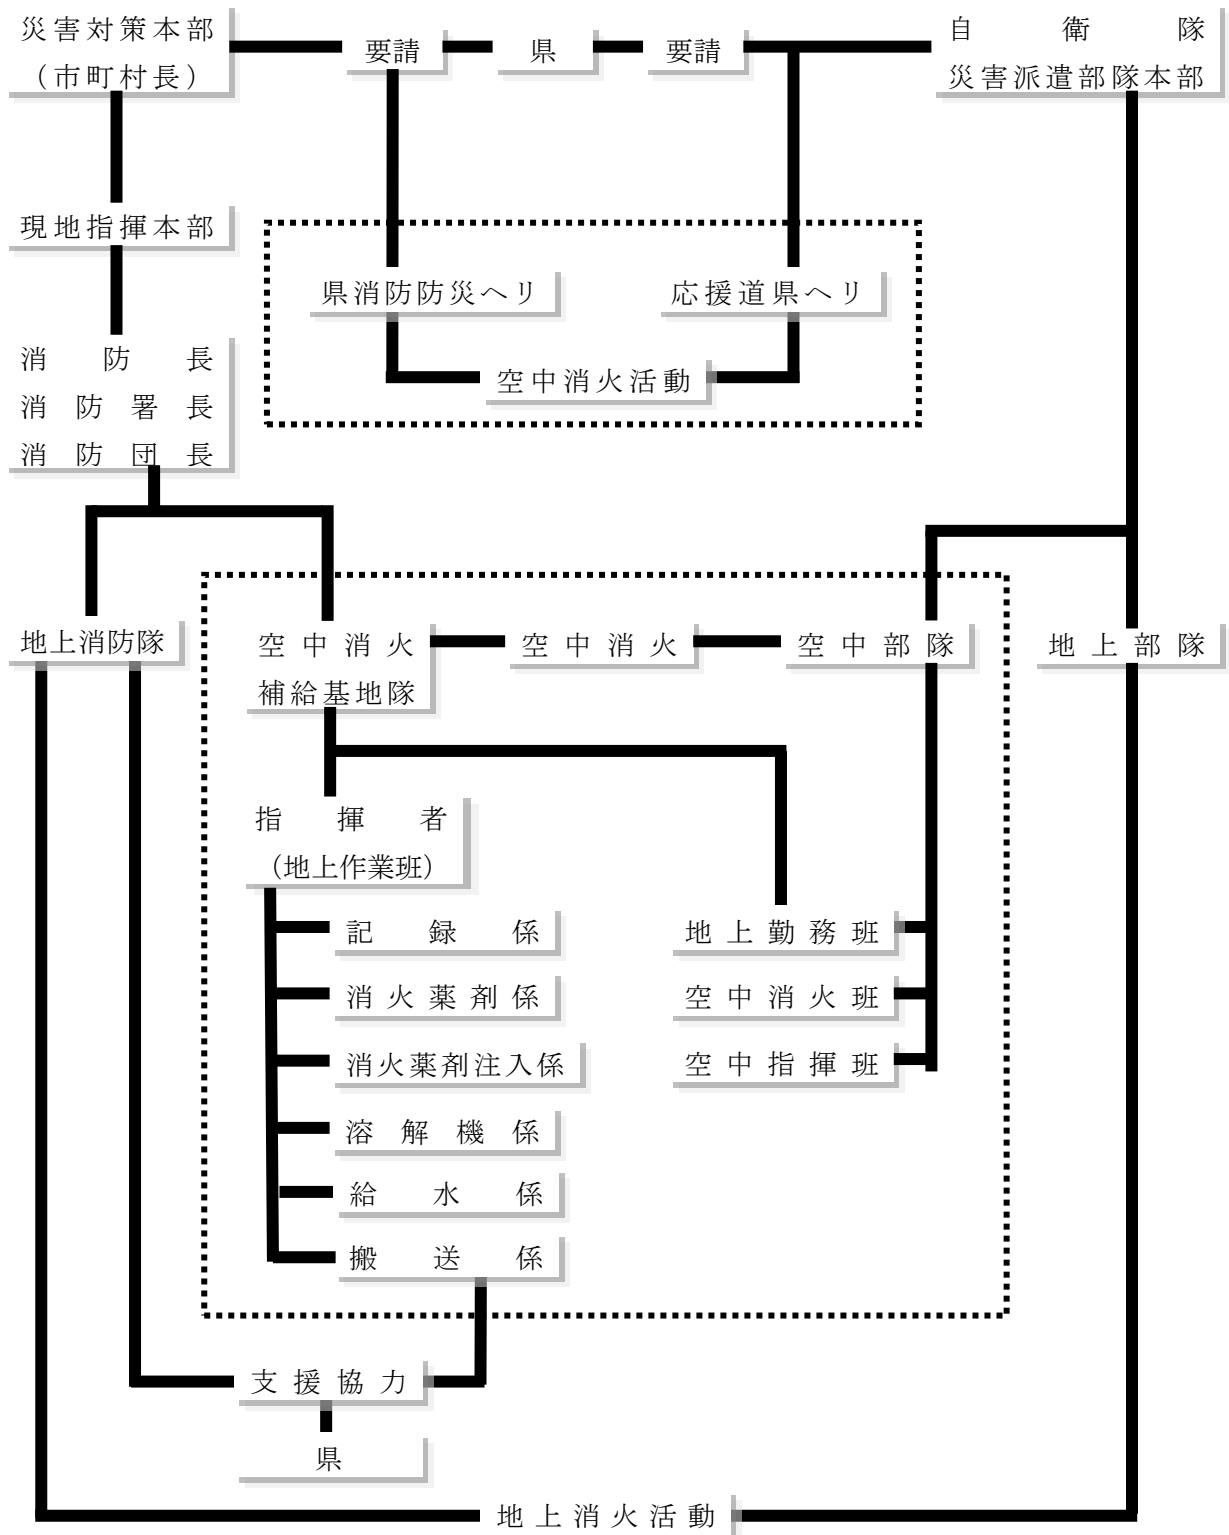 災害対策本部
（市町村長）
要請
県
要請
自衛隊
災害派遣部隊本部
現地指揮本部
県消防防災ヘリ
応援道県ヘリ
空中消火活動
消防長
消防署長
消防団長
地上消防隊
空中消火
補給基地隊
空中消火
空中部隊
地上部隊
指揮者
（地上作業班）
記録係
消火薬剤係
消火薬剤注入係
溶解機係
給水係
搬送係
地上勤務班
空中消火班
空中指揮班
支援協力
県
地上消火活動